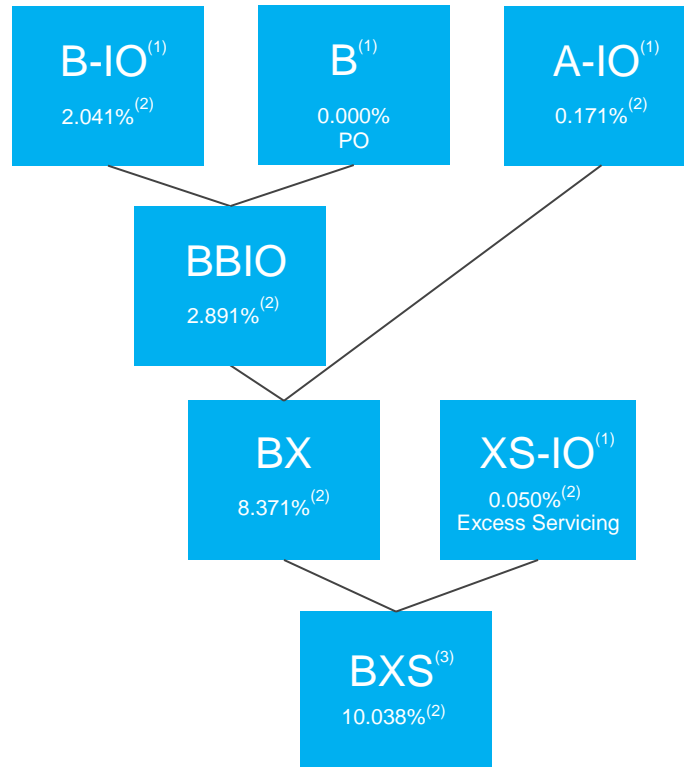 B-IO(1)
2.041%(2)
B(1)
0.000%
PO
A-IO(1)
0.171%(2)
BBIO
2.891%(2)
BX
8.371%(2)
XS-IO(1)
0.050%(2)
Excess Servicing
BXS(3)
10.038%(2)